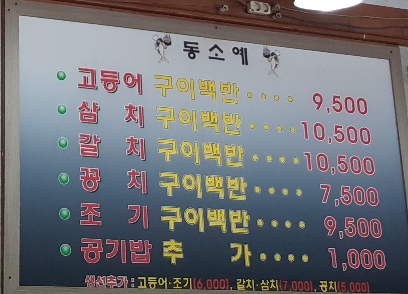 동소예
고등어 구이백반 .... 9,500
삼 치 구이백반 .... 10,500
갈 치 구이백반 .... 10,500
꽁 치 구이백반 .... 7,500
조 기 구이백반 .... 9,500
공기밥 추 가 .... 1,000
생선추가 : 고등어·조기(6,000), 갈치·삼치(7,000), 꽁치(5,000)